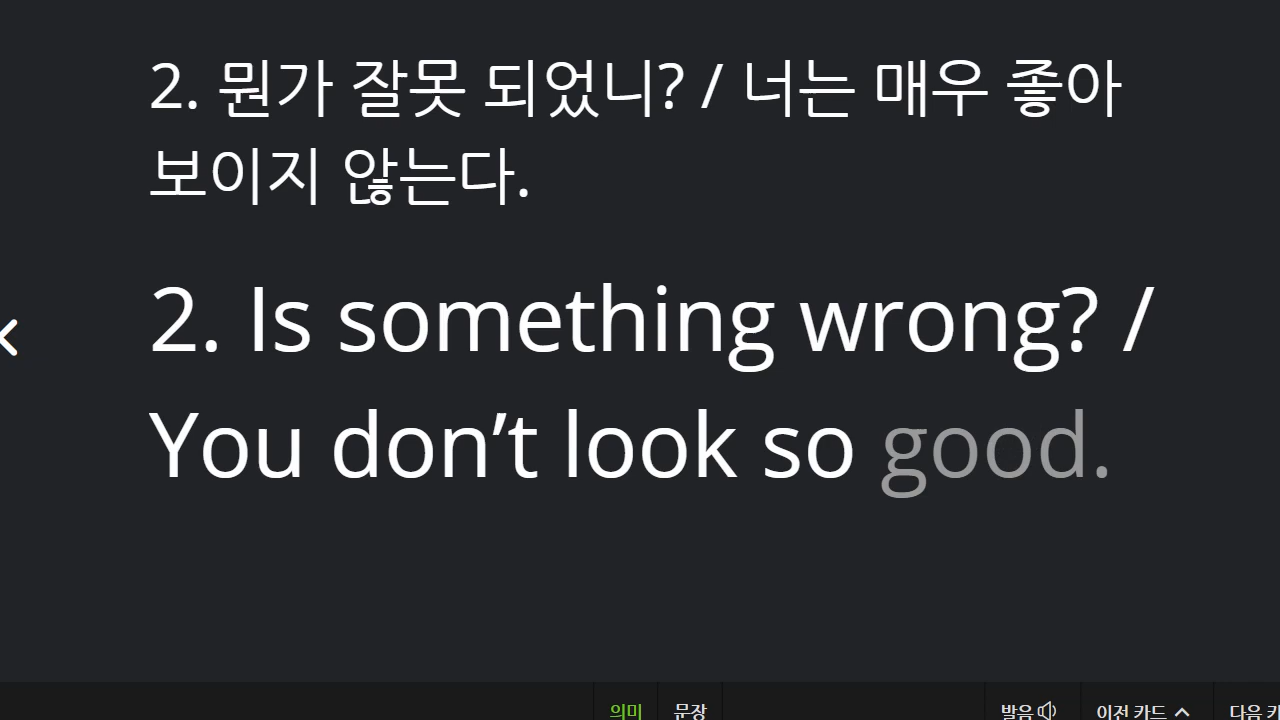 2. 뭔가 잘못 되었니? / 너는 매우 좋아
보이지 않는다.
2. Is something wrong? /
You don’t look so good.
의미 문장 발음 이전 카드 다음